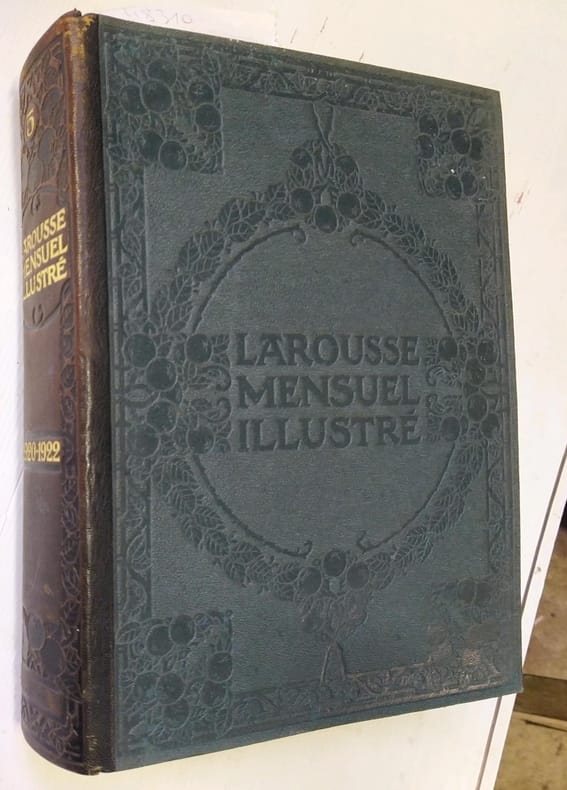 LAROUSSE
MENSUEL
ILLUSTRÉ
5
LAROUSSE
MENSUEL
ILLUSTRÉ
1920-1922